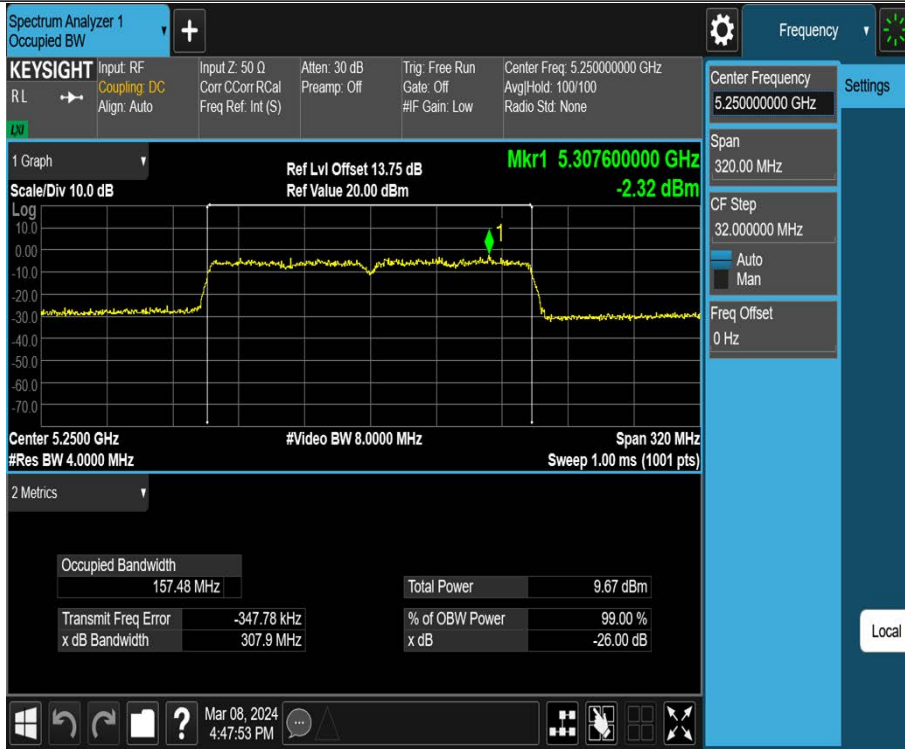 Spectrum Analyzer 1
Occupied BW
+
Frequency
KEYSIGHT
R L
LXI
Input: RF
Coupling: DC
Align: Auto
Input Z: 50 Ω
Corr CCorr RCal
Freq Ref: Int (S)
Atten: 30 dB
Preamp: Off
Trig: Free Run
Gate: Off
#IF Gain: Low
Center Freq: 5.250000000 GHz
Avg|Hold: 100/100
Radio Std: None
Center Frequency
5.250000000 GHz
Settings
Span
320.00 MHz
CF Step
32.000000 MHz
Auto
Man
Freq Offset
0 Hz
1 Graph
Scale/Div 10.0 dB
Ref Lvl Offset 13.75 dB
Ref Value 20.00 dBm
Mkr1 5.307600000 GHz
-2.32 dBm
Log
10.0
0.00
-10.0
-20.0
-30.0
-40.0
-50.0
-60.0
-70.0
1
Center 5.2500 GHz
#Video BW 8.0000 MHz
Span 320 MHz
#Res BW 4.0000 MHz
Sweep 1.00 ms (1001 pts)
2 Metrics
Occupied Bandwidth
157.48 MHz
Total Power 9.67 dBm
Transmit Freq Error -347.78 kHz
% of OBW Power 99.00 %
x dB Bandwidth 307.9 MHz
x dB -26.00 dB
Local
?
Mar 08, 2024
4:47:53 PM